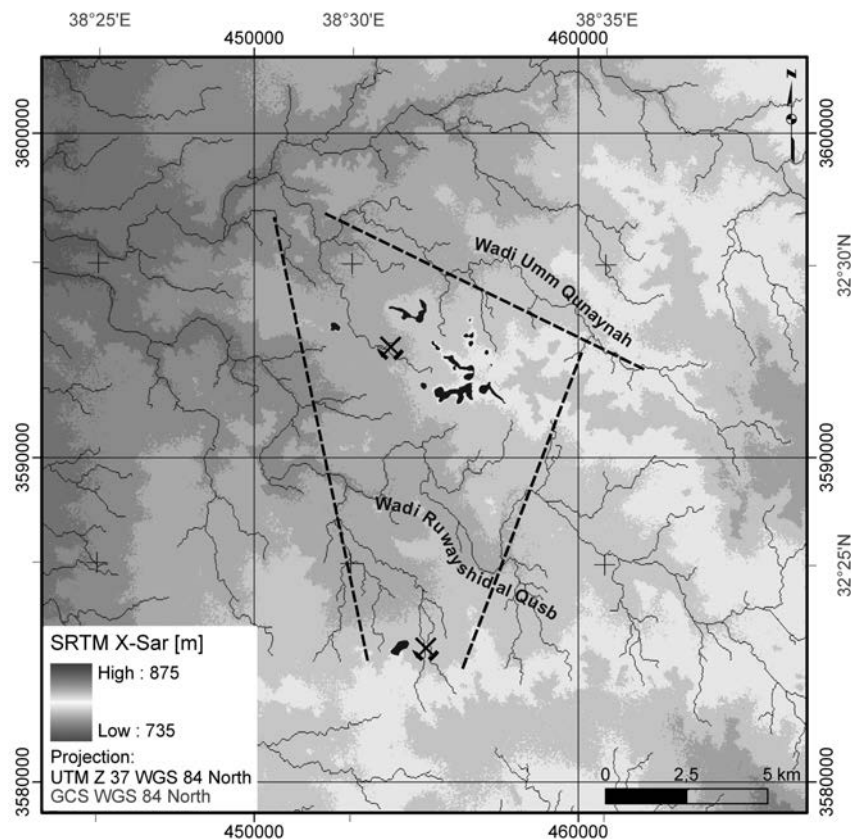 38°25'E 38°30'E 38°35'E
450000 460000
z
3600000 3600000
Wadi Umm Qunaynah
32°30'N
3590000 3590000
Wadi Ruwayshid al Qusb
32°25'N
SRTM X-Sar [m]
High : 875
Low : 735
Projection:
UTM Z 37 WGS 84 North
GCS WGS 84 North
0 2,5 5 km
3580000 3580000
450000 460000